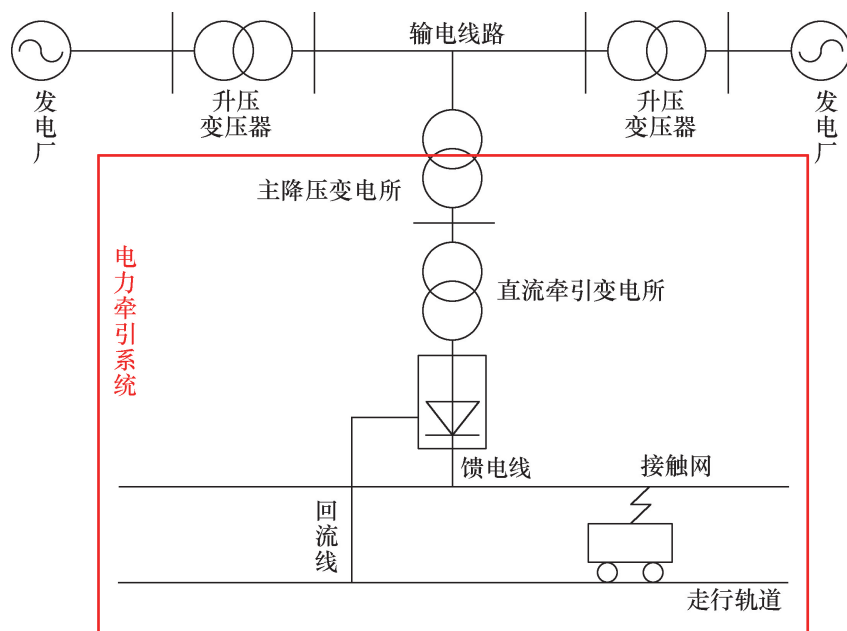 输电线路
发电厂
升压
变压器
升压
变压器
发电厂
主降压变电所
电力牵引系统
直流牵引变电所
馈电线
接触网
回流线
走行轨道